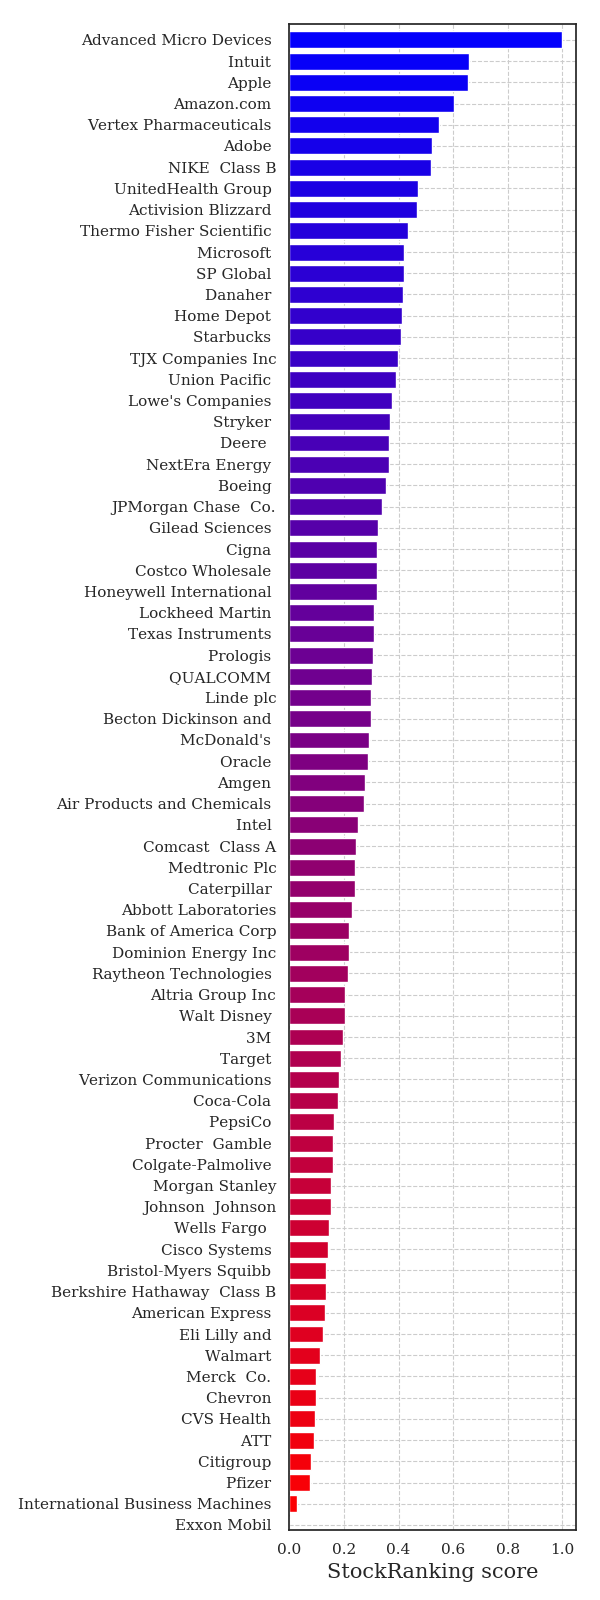 Advanced Micro Devices
Intuit
Apple
Amazon.com
Vertex Pharmaceuticals
Adobe
NIKE  Class B
UnitedHealth Group
Activision Blizzard
Thermo Fisher Scientific
Microsoft
SP Global
Danaher
Home Depot
Starbucks
TJX Companies Inc
Union Pacific
Lowe's Companies
Stryker
Deere
NextEra Energy
Boeing
JPMorgan Chase  Co.
Gilead Sciences
Cigna
Costco Wholesale
Honeywell International
Lockheed Martin
Texas Instruments
Prologis
QUALCOMM
Linde plc
Becton Dickinson and
McDonald's
Oracle
Amgen
Air Products and Chemicals
Intel
Comcast  Class A
Medtronic Plc
Caterpillar
Abbott Laboratories
Bank of America Corp
Dominion Energy Inc
Raytheon Technologies
Altria Group Inc
Walt Disney
3M
Target
Verizon Communications
Coca-Cola
PepsiCo
Procter  Gamble
Colgate-Palmolive
Morgan Stanley
Johnson  Johnson
Wells Fargo
Cisco Systems
Bristol-Myers Squibb
Berkshire Hathaway  Class B
American Express
Eli Lilly and
Walmart
Merck  Co.
Chevron
CVS Health
ATT
Citigroup
Pfizer
International Business Machines
Exxon Mobil
0.0 0.2 0.4 0.6 0.8 1.0
StockRanking score